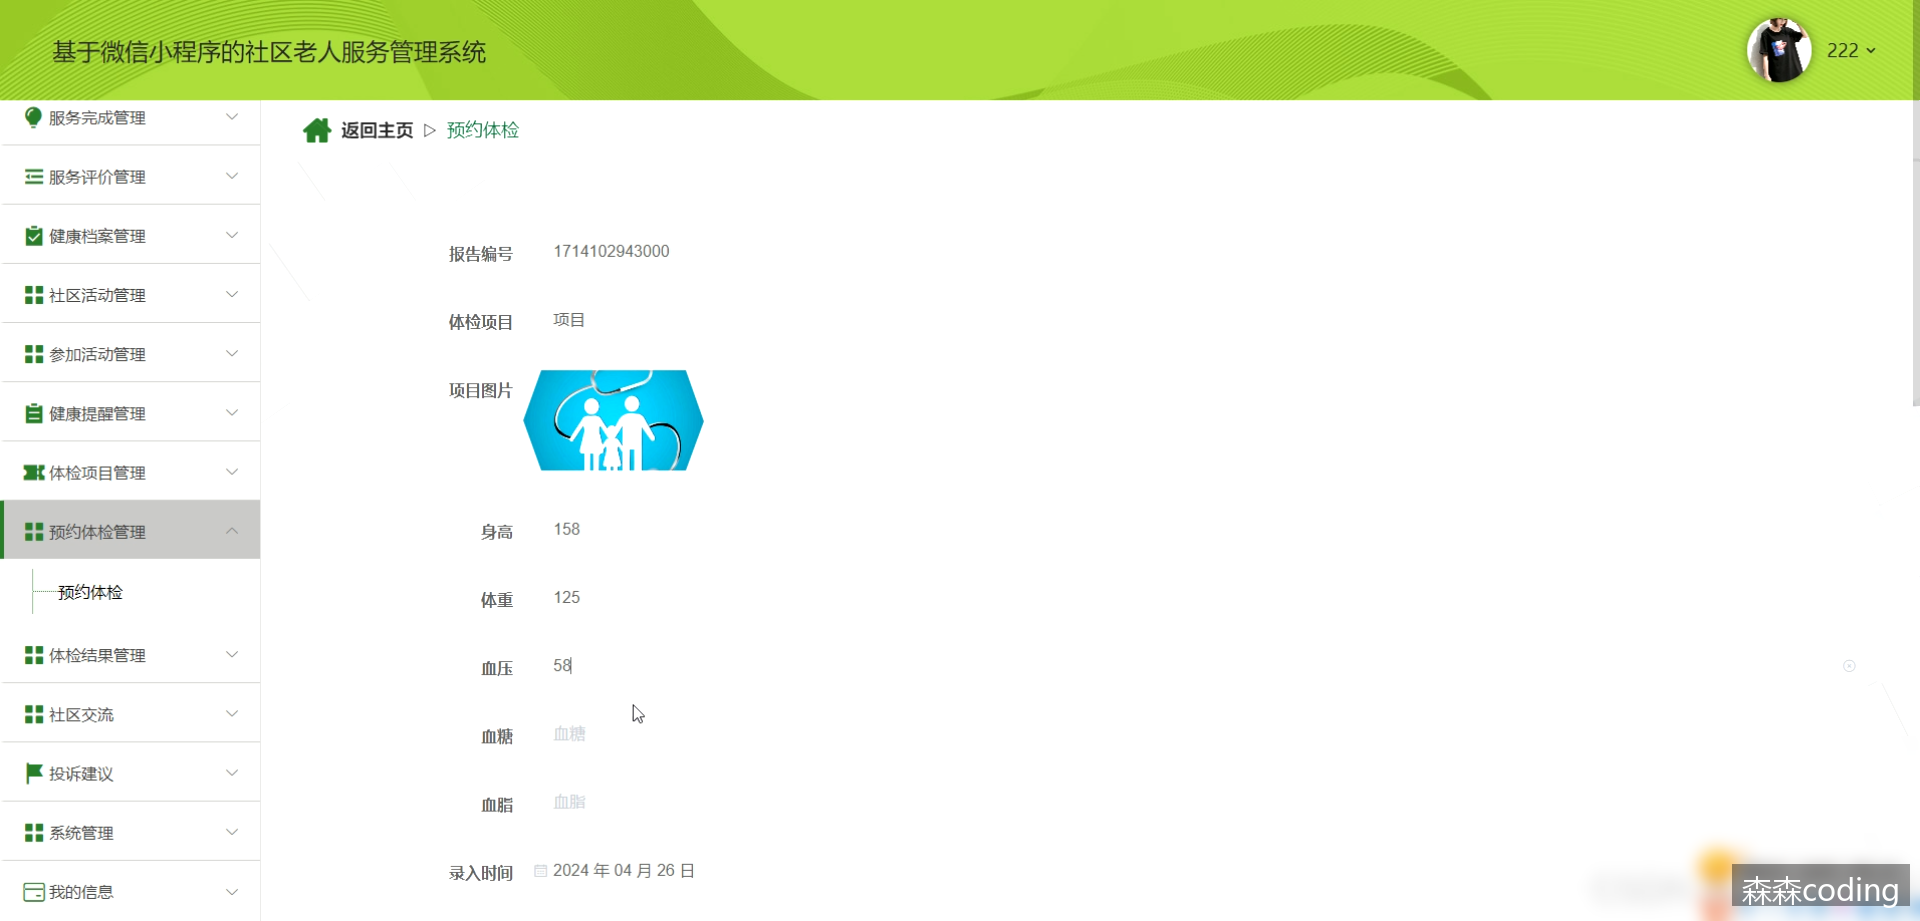 基于微信小程序的社区老人服务管理系统
222
服务完成管理
服务评价管理
健康档案管理
社区活动管理
参加活动管理
健康提醒管理
体检项目管理
预约体检管理
预约体检
体检结果管理
社区交流
投诉建议
系统管理
我的信息
返回主页 ▷ 预约体检
报告编号 1714102943000
体检项目 项目
项目图片
身高 158
体重 125
血压 58
血糖 血糖
血脂 血脂
录入时间 2024 年 04 月 26 日
森森coding